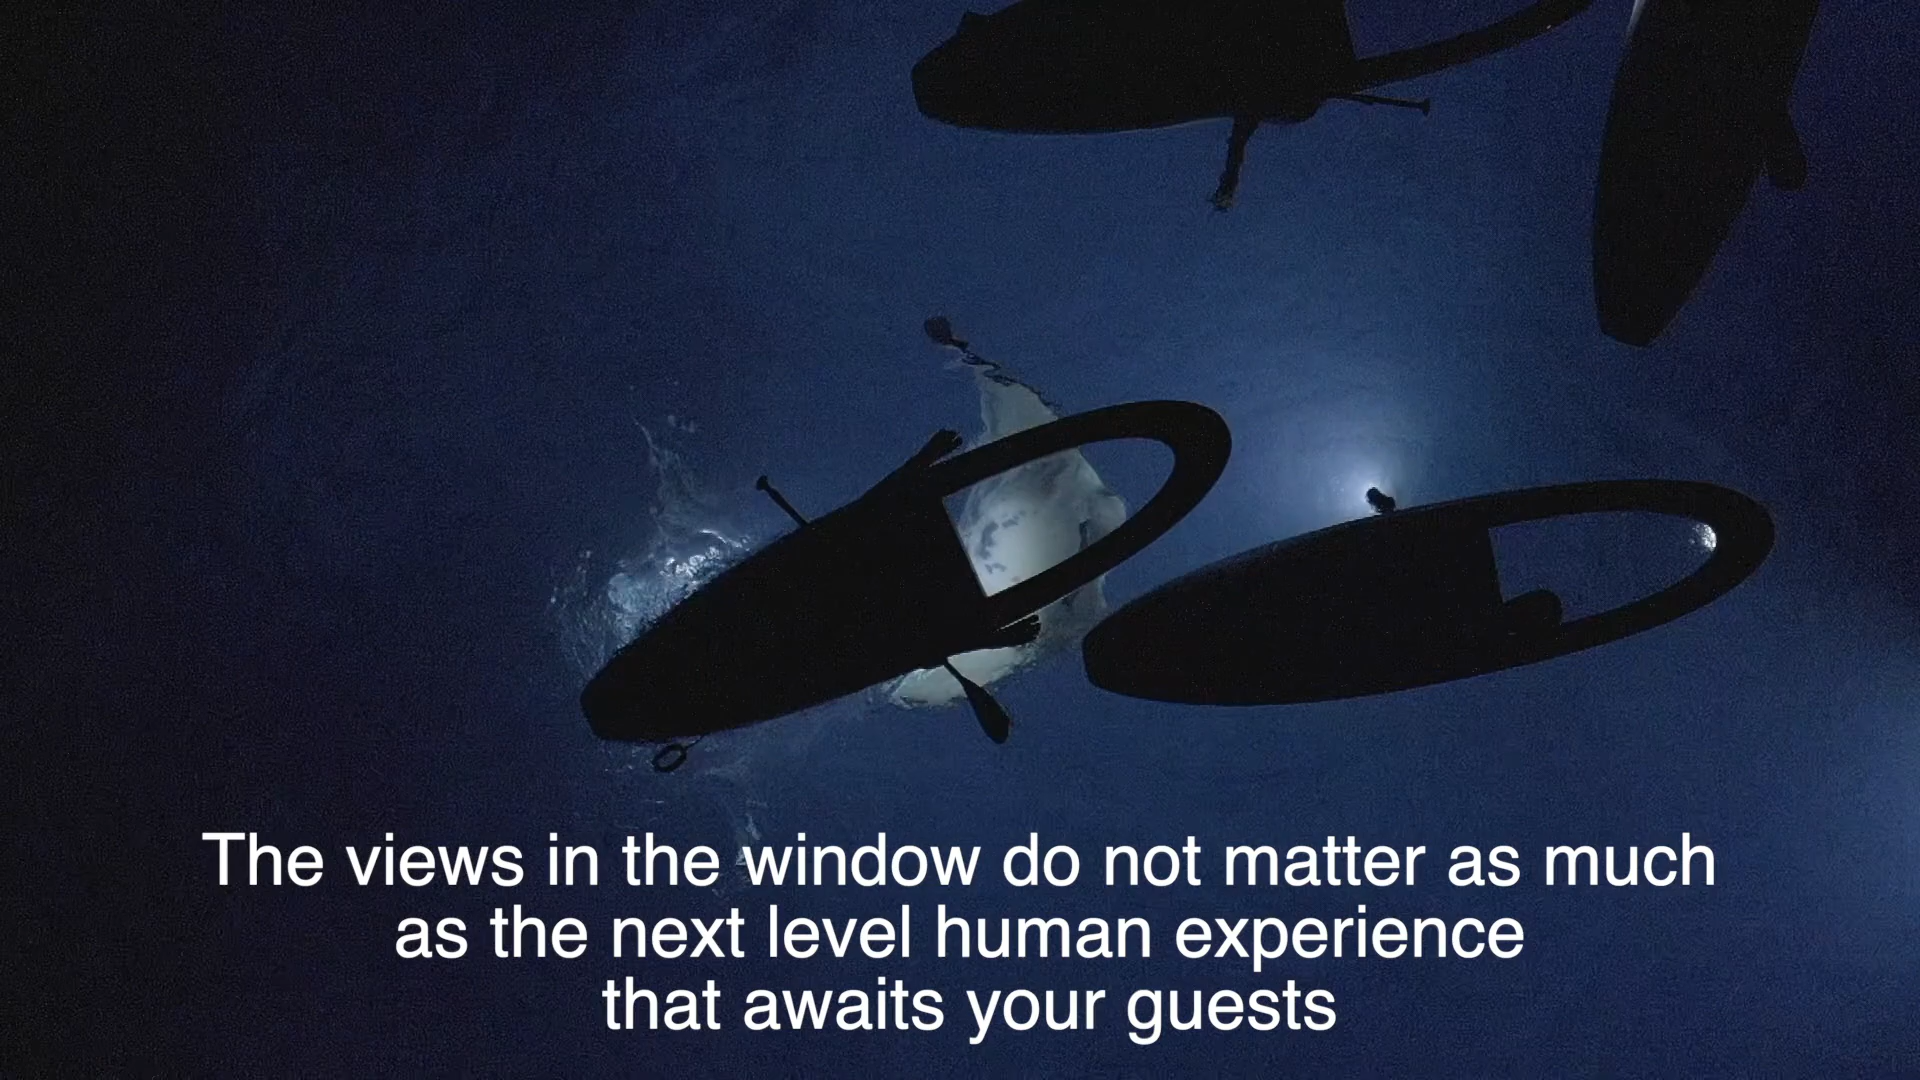 The views in the window do not matter as much
as the next level human experience
that awaits your guests